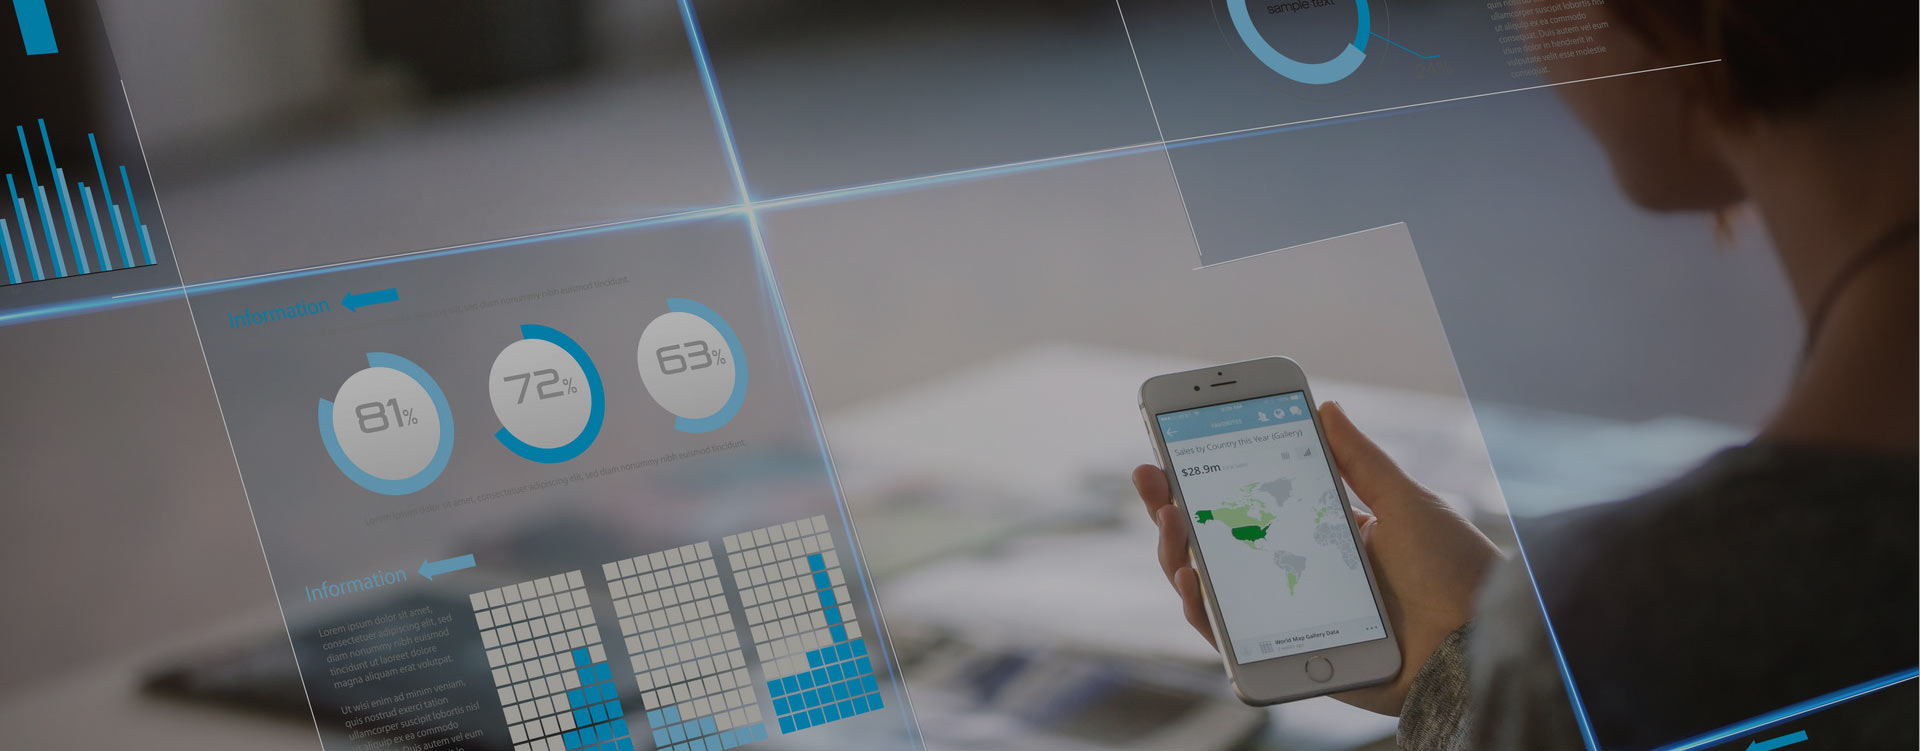 sample text
24%
quis nostrud exerci tation
ullamcorper suscipit lobortis nisl
ut aliquip ex ea commodo
consequat. Duis autem vel eum
iriure dolor in hendrerit in
vulputate velit esse molestie
consequat.
Information
elit, sed diam nonummy nibh euismod tincidunt.
81%
72%
63%
Lorem ipsum dolor sit amet, consectetuer adipiscing elit, sed diam nonummy nibh euismod tincidunt.
Information
Lorem ipsum dolor sit amet,
consectetuer adipiscing elit, sed
diam nonummy nibh euismod
tincidunt ut laoreet dolore
magna aliquam erat volutpat.
Ut wisi enim ad minim veniam,
quis nostrud exerci tation
ullamcorper suscipit lobortis nisl
ut aliquip ex ea commodo
consequat. Duis autem vel eum
FAVORITES
Sales by Country this Year (Gallery)
$28.9m
World Map Gallery Data